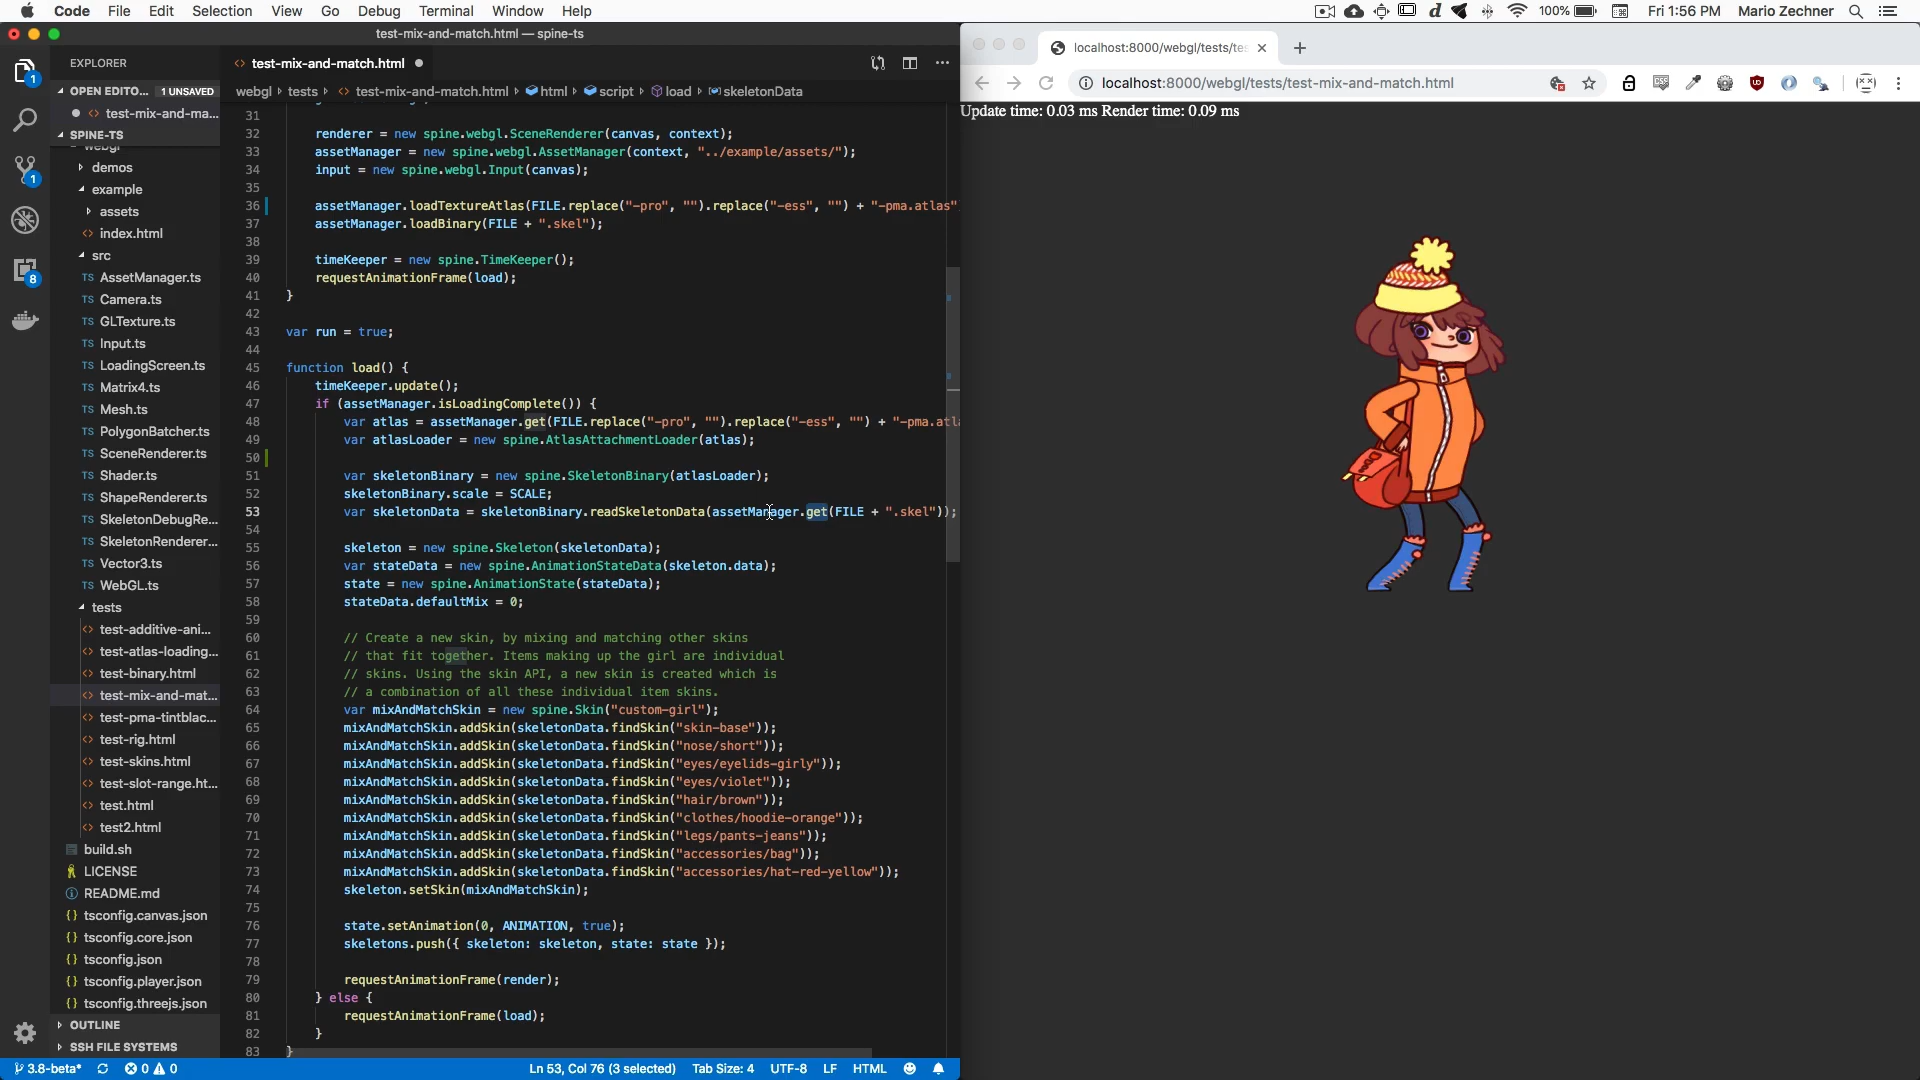 Code File Edit Selection View Go Debug Terminal Window Help
100% Fri 1:56 PM Mario Zechner
test-mix-and-match.html — spine-ts
EXPLORER
OPEN EDITO... 1 UNSAVED
test-mix-and-ma...
SPINE-TS
webgl
demos
example
assets
index.html
src
TS AssetManager.ts
TS Camera.ts
TS GLTexture.ts
TS Input.ts
TS LoadingScreen.ts
TS Matrix4.ts
TS Mesh.ts
TS PolygonBatcher.ts
TS SceneRenderer.ts
TS Shader.ts
TS ShapeRenderer.ts
TS SkeletonDebugRe...
TS SkeletonRenderer...
TS Vector3.ts
TS WebGL.ts
tests
test-additive-ani...
test-atlas-loading...
test-binary.html
test-mix-and-mat...
test-pma-tintblac...
test-rig.html
test-skins.html
test-slot-range.ht...
test.html
test2.html
build.sh
LICENSE
README.md
{} tsconfig.canvas.json
{} tsconfig.core.json
{} tsconfig.json
{} tsconfig.player.json
{} tsconfig.threejs.json
OUTLINE
SSH FILE SYSTEMS
1
1
8
test-mix-and-match.html
webgl tests test-mix-and-match.html html script load skeletonData
31
32 renderer = new spine.webgl.SceneRenderer(canvas, context);
33 assetManager = new spine.webgl.AssetManager(context, "../example/assets/");
34 input = new spine.webgl.Input(canvas);
35
36 assetManager.loadTextureAtlas(FILE.replace("-pro", "").replace("-ess", "") + "-pma.atlas"
37 assetManager.loadBinary(FILE + ".skel");
38
39 timeKeeper = new spine.TimeKeeper();
40 requestAnimationFrame(load);
41 }
42
43 var run = true;
44
45 function load() {
46 timeKeeper.update();
47 if (assetManager.isLoadingComplete()) {
48 var atlas = assetManager.get(FILE.replace("-pro", "").replace("-ess", "") + "-pma.atl
49 var atlasLoader = new spine.AtlasAttachmentLoader(atlas);
50
51 var skeletonBinary = new spine.SkeletonBinary(atlasLoader);
52 skeletonBinary.scale = SCALE;
53 var skeletonData = skeletonBinary.readSkeletonData(assetManager.get(FILE + ".skel"));
54
55 skeleton = new spine.Skeleton(skeletonData);
56 var stateData = new spine.AnimationStateData(skeleton.data);
57 state = new spine.AnimationState(stateData);
58 stateData.defaultMix = 0;
59
60 // Create a new skin, by mixing and matching other skins
61 // that fit together. Items making up the girl are individual
62 // skins. Using the skin API, a new skin is created which is
63 // a combination of all these individual item skins.
64 var mixAndMatchSkin = new spine.Skin("custom-girl");
65 mixAndMatchSkin.addSkin(skeletonData.findSkin("skin-base"));
66 mixAndMatchSkin.addSkin(skeletonData.findSkin("nose/short"));
67 mixAndMatchSkin.addSkin(skeletonData.findSkin("eyes/eyelids-girly"));
68 mixAndMatchSkin.addSkin(skeletonData.findSkin("eyes/violet"));
69 mixAndMatchSkin.addSkin(skeletonData.findSkin("hair/brown"));
70 mixAndMatchSkin.addSkin(skeletonData.findSkin("clothes/hoodie-orange"));
71 mixAndMatchSkin.addSkin(skeletonData.findSkin("legs/pants-jeans"));
72 mixAndMatchSkin.addSkin(skeletonData.findSkin("accessories/bag"));
73 mixAndMatchSkin.addSkin(skeletonData.findSkin("accessories/hat-red-yellow"));
74 skeleton.setSkin(mixAndMatchSkin);
75
76 state.setAnimation(0, ANIMATION, true);
77 skeletons.push({ skeleton: skeleton, state: state });
78
79 requestAnimationFrame(render);
80 } else {
81 requestAnimationFrame(load);
82 }
83 }
3.8-beta* 0 0 Ln 53, Col 76 (3 selected) Tab Size: 4 UTF-8 LF HTML
localhost:8000/webgl/tests/te
localhost:8000/webgl/tests/test-mix-and-match.html
Update time: 0.03 ms Render time: 0.09 ms